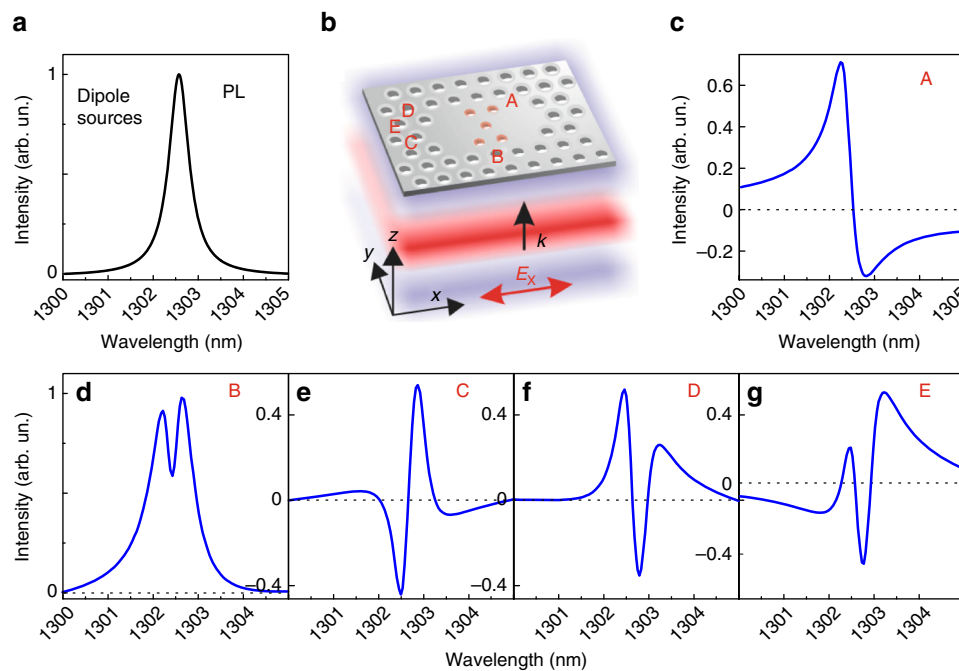 a
b
c
Intensity (arb. un.)
1
0
Dipole sources
PL
1300
1301
1302
1303
1304
1305
Wavelength (nm)
A
D
E
C
B
z
y
x
k
Ex
Intensity (arb. un.)
0.6
0.4
0
−0.2
A
1300
1301
1302
1303
1304
1305
Wavelength (nm)
d
B
e
C
f
D
g
E
Intensity (arb. un.)
1
0
0.4
0
−0.4
0.4
0
−0.4
0.4
0
−0.4
1300
1301
1302
1303
1304
1301
1302
1303
1304
1301
1302
1303
1304
1301
1302
1303
1304
Wavelength (nm)